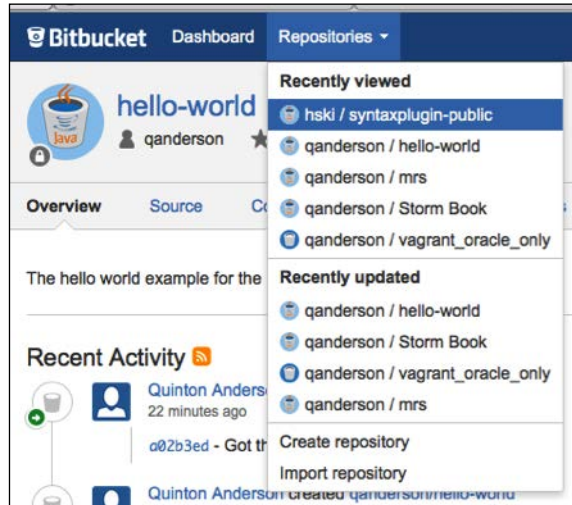 Bitbucket Dashboard Repositories
hello-world
qanderson
Java
Overview Source
The hello world example for the
Recent Activity
Quinton Anders
22 minutes ago
a02b3ed - Got th
Quinton Anderson created qanderson/hello-world
Recently viewed
hski / syntaxplugin-public
qanderson / hello-world
qanderson / mrs
qanderson / Storm Book
qanderson / vagrant_oracle_only
Recently updated
qanderson / hello-world
qanderson / Storm Book
qanderson / vagrant_oracle_only
qanderson / mrs
Create repository
Import repository